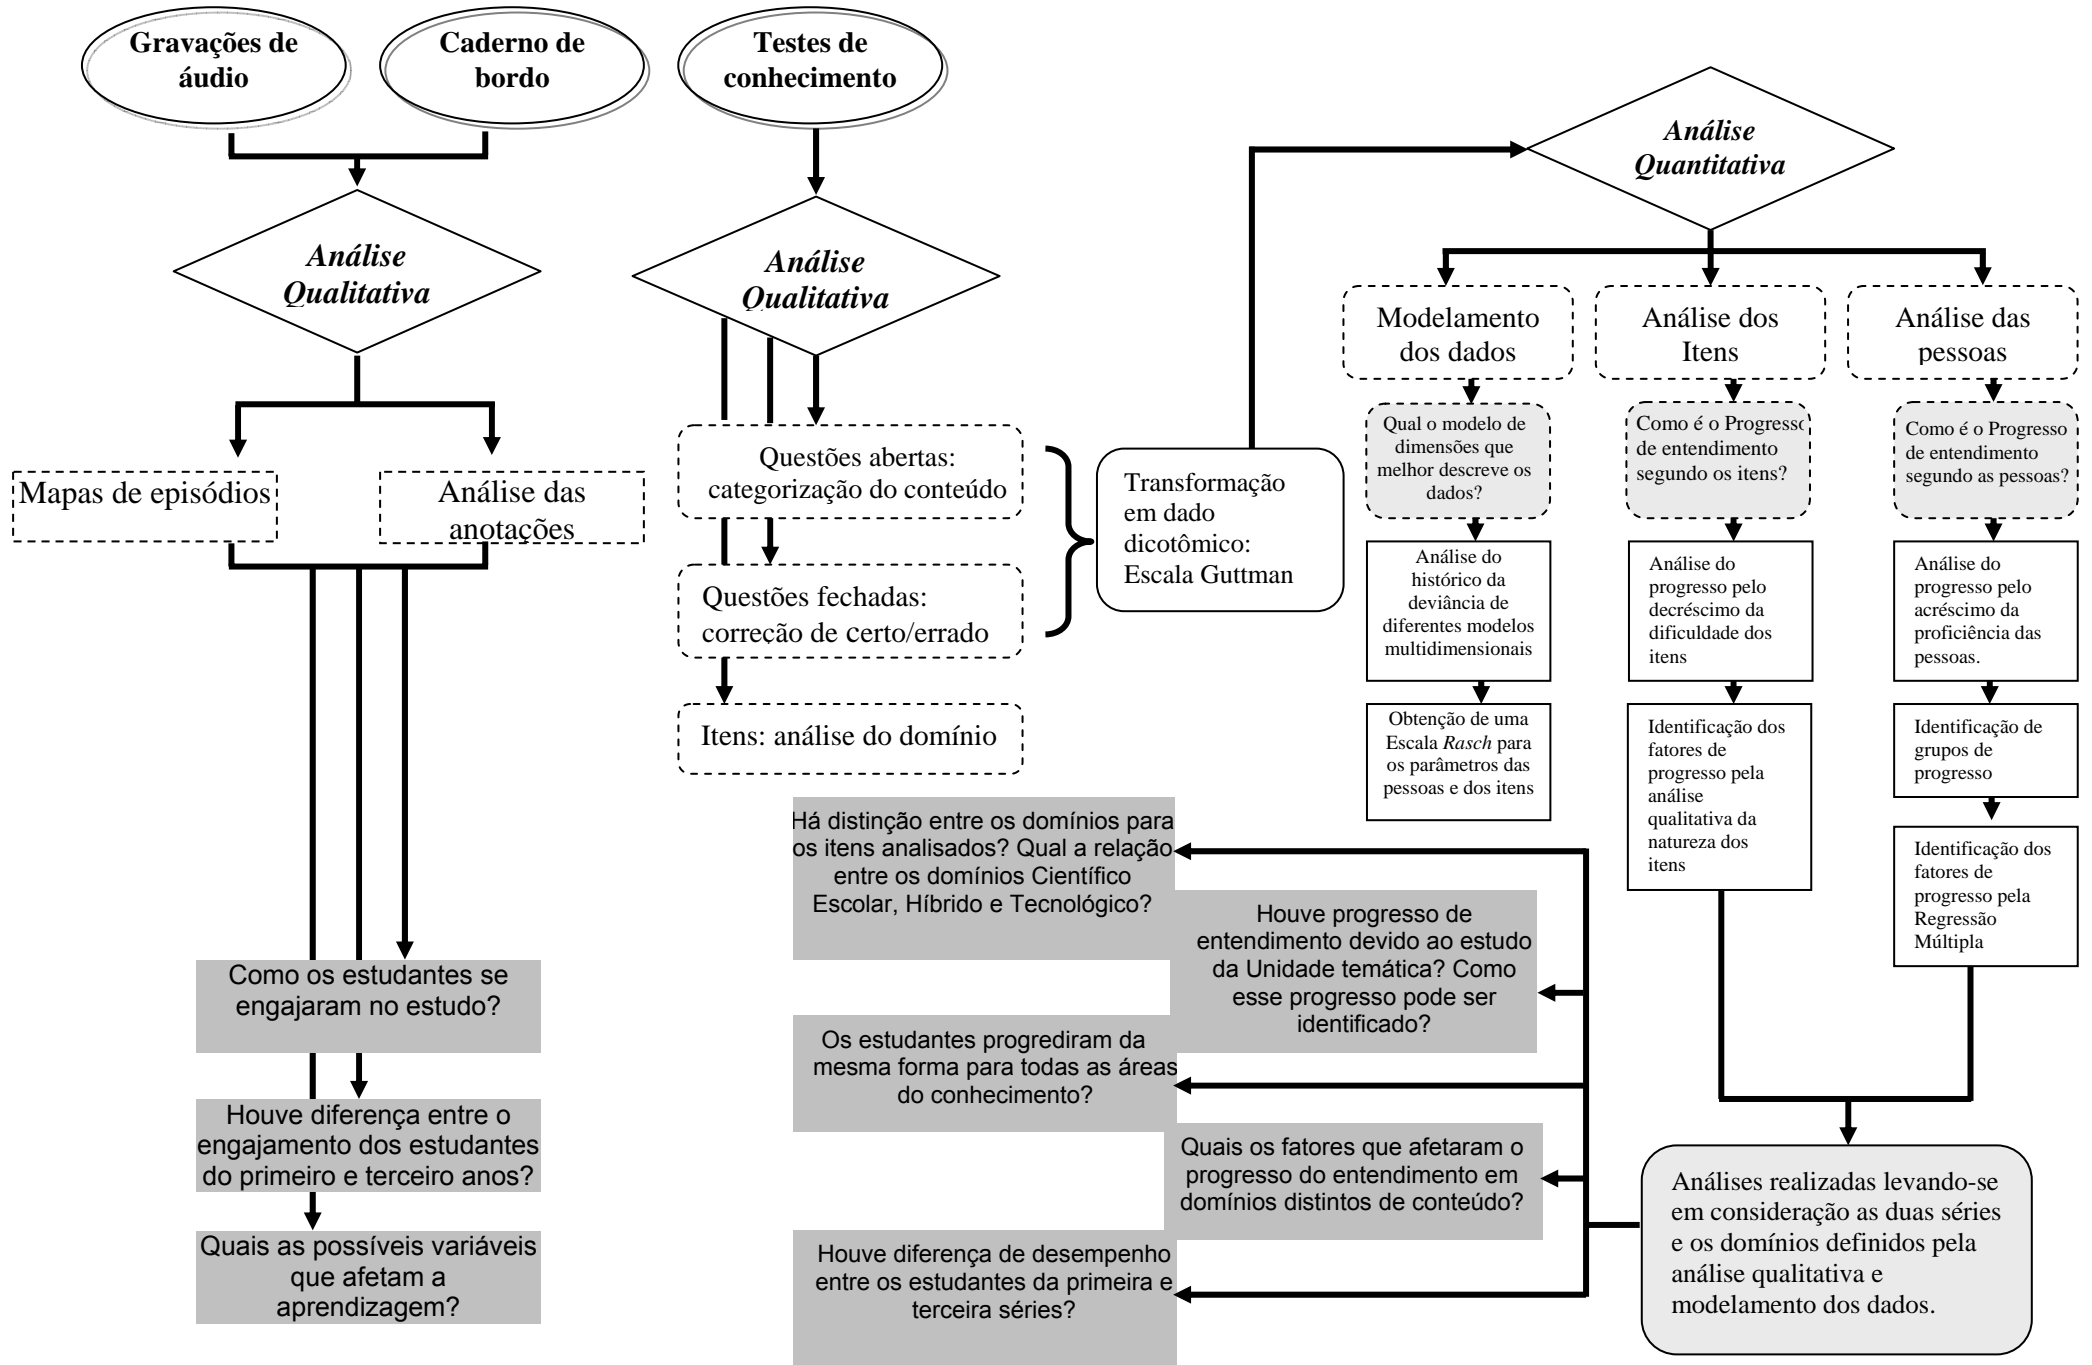 Gravações de
áudio
Caderno de
bordo
Testes de
conhecimento
Análise
Qualitativa
Mapas de episódios
Análise das
anotações
Como os estudantes se
engajaram no estudo?
Houve diferença entre o
engajamento dos estudantes
do primeiro e terceiro anos?
Quais as possíveis variáveis
que afetam a
aprendizagem?
Análise
Qualitativa
Questões abertas:
categorização do conteúdo
Questões fechadas:
correção de certo/errado
Itens: análise do domínio
Transformação
em dado
dicotômico:
Escala Guttman
Análise
Quantitativa
Modelamento
dos dados
Qual o modelo de
dimensões que
melhor descreve os
dados?
Análise do
histórico da
deviância de
diferentes modelos
multidimensionais
Obtenção de uma
Escala Rasch para
os parâmetros das
pessoas e dos itens
Análise dos
Itens
Como é o Progresso
de entendimento
segundo os itens?
Análise do
progresso pelo
decréscimo da
dificuldade dos
itens
Identificação dos
fatores de
progresso pela
análise
qualitativa da
natureza dos
itens
Análise das
pessoas
Como é o Progresso
de entendimento
segundo as pessoas?
Análise do
progresso pelo
acréscimo da
proficiência das
pessoas.
Identificação de
grupos de
progresso
Identificação dos
fatores de
progresso pela
Regressão
Múltipla
Análises realizadas levando-se
em consideração as duas séries
e os domínios definidos pela
análise qualitativa e
modelamento dos dados.
Há distinção entre os domínios para
os itens analisados? Qual a relação
entre os domínios Científico
Escolar, Híbrido e Tecnológico?
Houve progresso de
entendimento devido ao estudo
da Unidade temática? Como
esse progresso pode ser
identificado?
Os estudantes progrediram da
mesma forma para todas as áreas
do conhecimento?
Quais os fatores que afetaram o
progresso do entendimento em
domínios distintos de conteúdo?
Houve diferença de desempenho
entre os estudantes da primeira e
terceira séries?